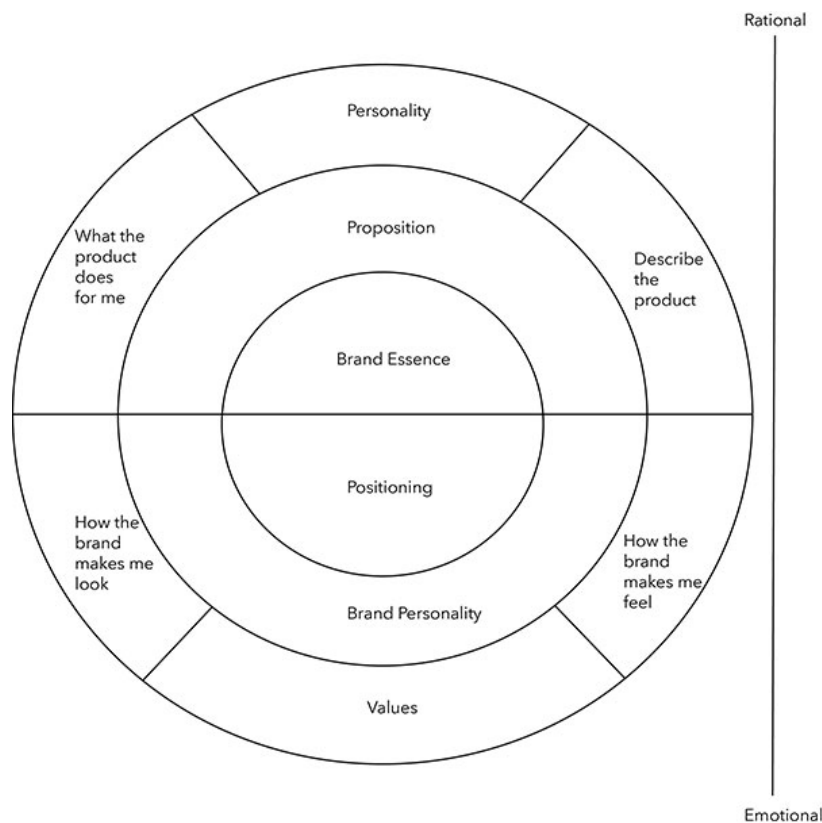 Rational
Personality
Proposition
What the
product
does
for me
Describe
the
product
Brand Essence
Positioning
How the
brand
makes me
look
How the
brand
makes me
feel
Brand Personality
Values
Emotional